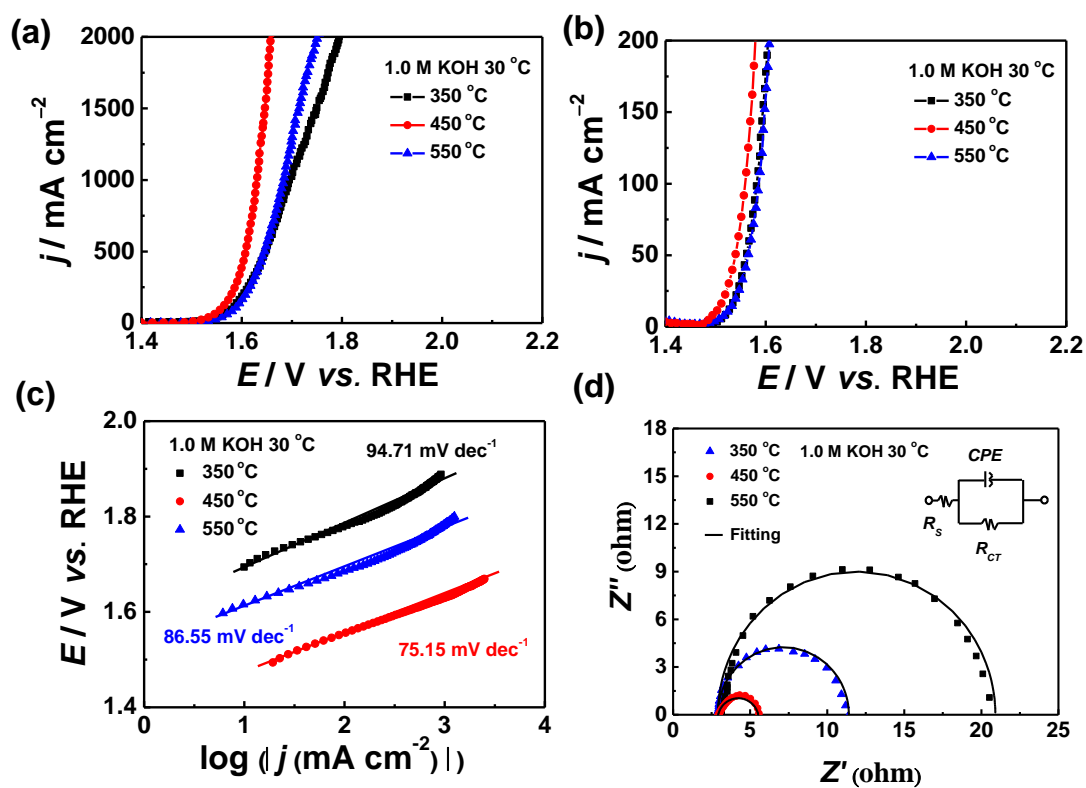 (a)
2000
1500
1000
500
0
j / mA cm⁻²
1.0 M KOH 30 °C
350 °C
450 °C
550 °C
1.4 1.6 1.8 2.0 2.2
E / V vs. RHE
(b)
200
150
100
50
0
j / mA cm⁻²
1.0 M KOH 30 °C
350 °C
450 °C
550 °C
1.4 1.6 1.8 2.0 2.2
E / V vs. RHE
(c)
2.0
1.8
1.6
1.4
E / V vs. RHE
1.0 M KOH 30 °C
350 °C
450 °C
550 °C
94.71 mV dec⁻¹
86.55 mV dec⁻¹
75.15 mV dec⁻¹
0 1 2 3 4
log (| j (mA cm⁻²) |)
(d)
18
15
12
9
6
3
0
Z'' (ohm)
350 °C 1.0 M KOH 30 °C
450 °C
550 °C
Fitting
CPE
R_S
R_CT
0 5 10 15 20 25
Z' (ohm)